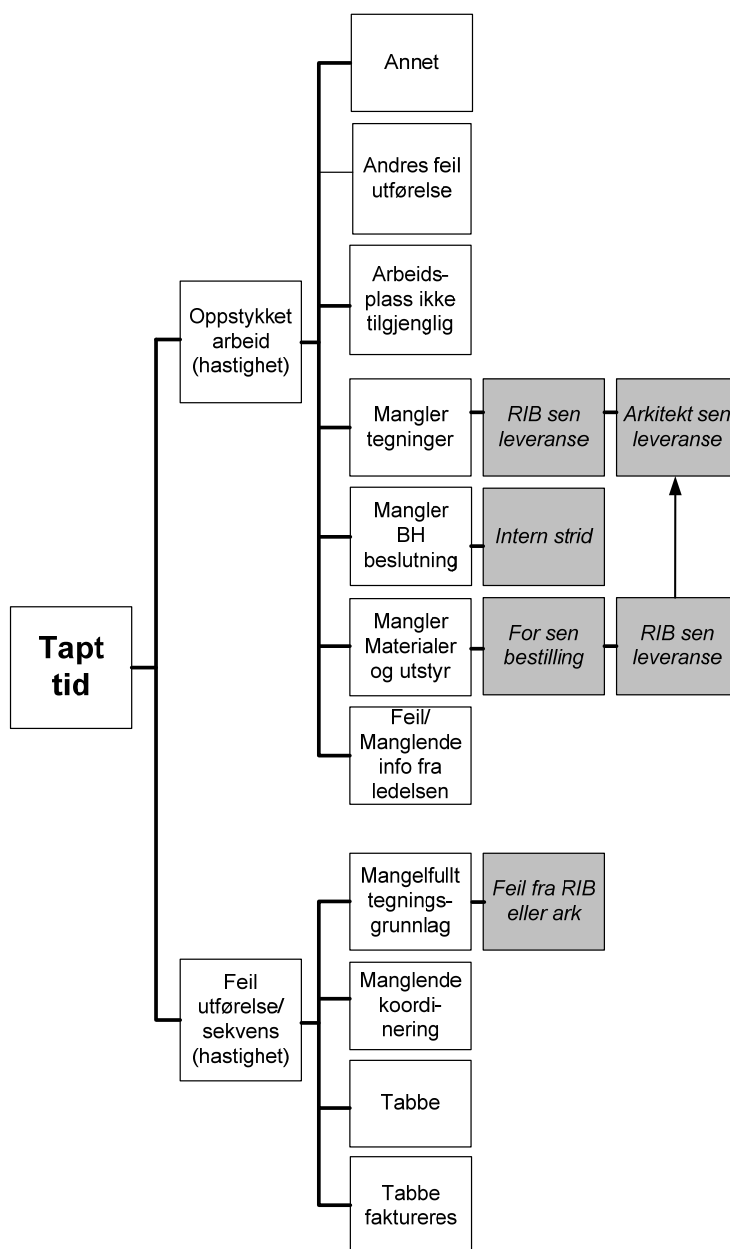 Annet
Andres feil
utførelse
Arbeids-
plass ikke
tilgjenglig
Oppstykket
arbeid
(hastighet)
Mangler
tegninger
RIB sen
leveranse
Arkitekt sen
leveranse
Mangler
BH
beslutning
Intern strid
Mangler
Materialer
og utstyr
For sen
bestilling
RIB sen
leveranse
Tapt
tid
Feil/
Manglende
info fra
ledelsen
Mangelfullt
tegnings-
grunnlag
Feil fra RIB
eller ark
Feil
utførelse/
sekvens
(hastighet)
Manglende
koordi-
nering
Tabbe
Tabbe
faktureres